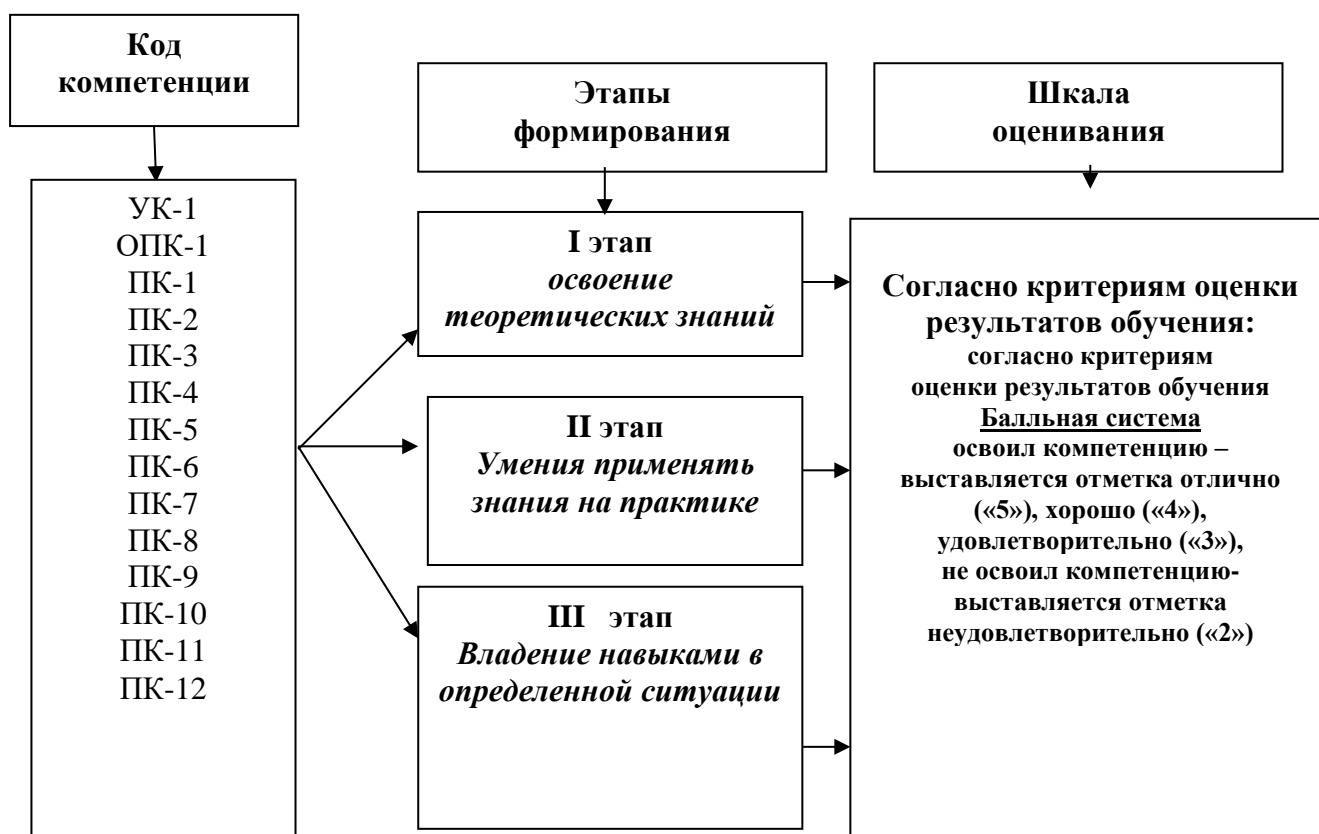 Код
компетенции
Этапы
формирования
Шкала
оценивания
УК-1
ОПК-1
ПК-1
ПК-2
ПК-3
ПК-4
ПК-5
ПК-6
ПК-7
ПК-8
ПК-9
ПК-10
ПК-11
ПК-12
I этап
освоение
теоретических знаний
II этап
Умения применять
знания на практике
III этап
Владение навыками в
определенной ситуации
Согласно критериям оценки
результатов обучения:
согласно критериям
оценки результатов обучения
Балльная система
освоил компетенцию –
выставляется отметка отлично
(«5»), хорошо («4»),
удовлетворительно («3»),
не освоил компетенцию-
выставляется отметка
неудовлетворительно («2»)